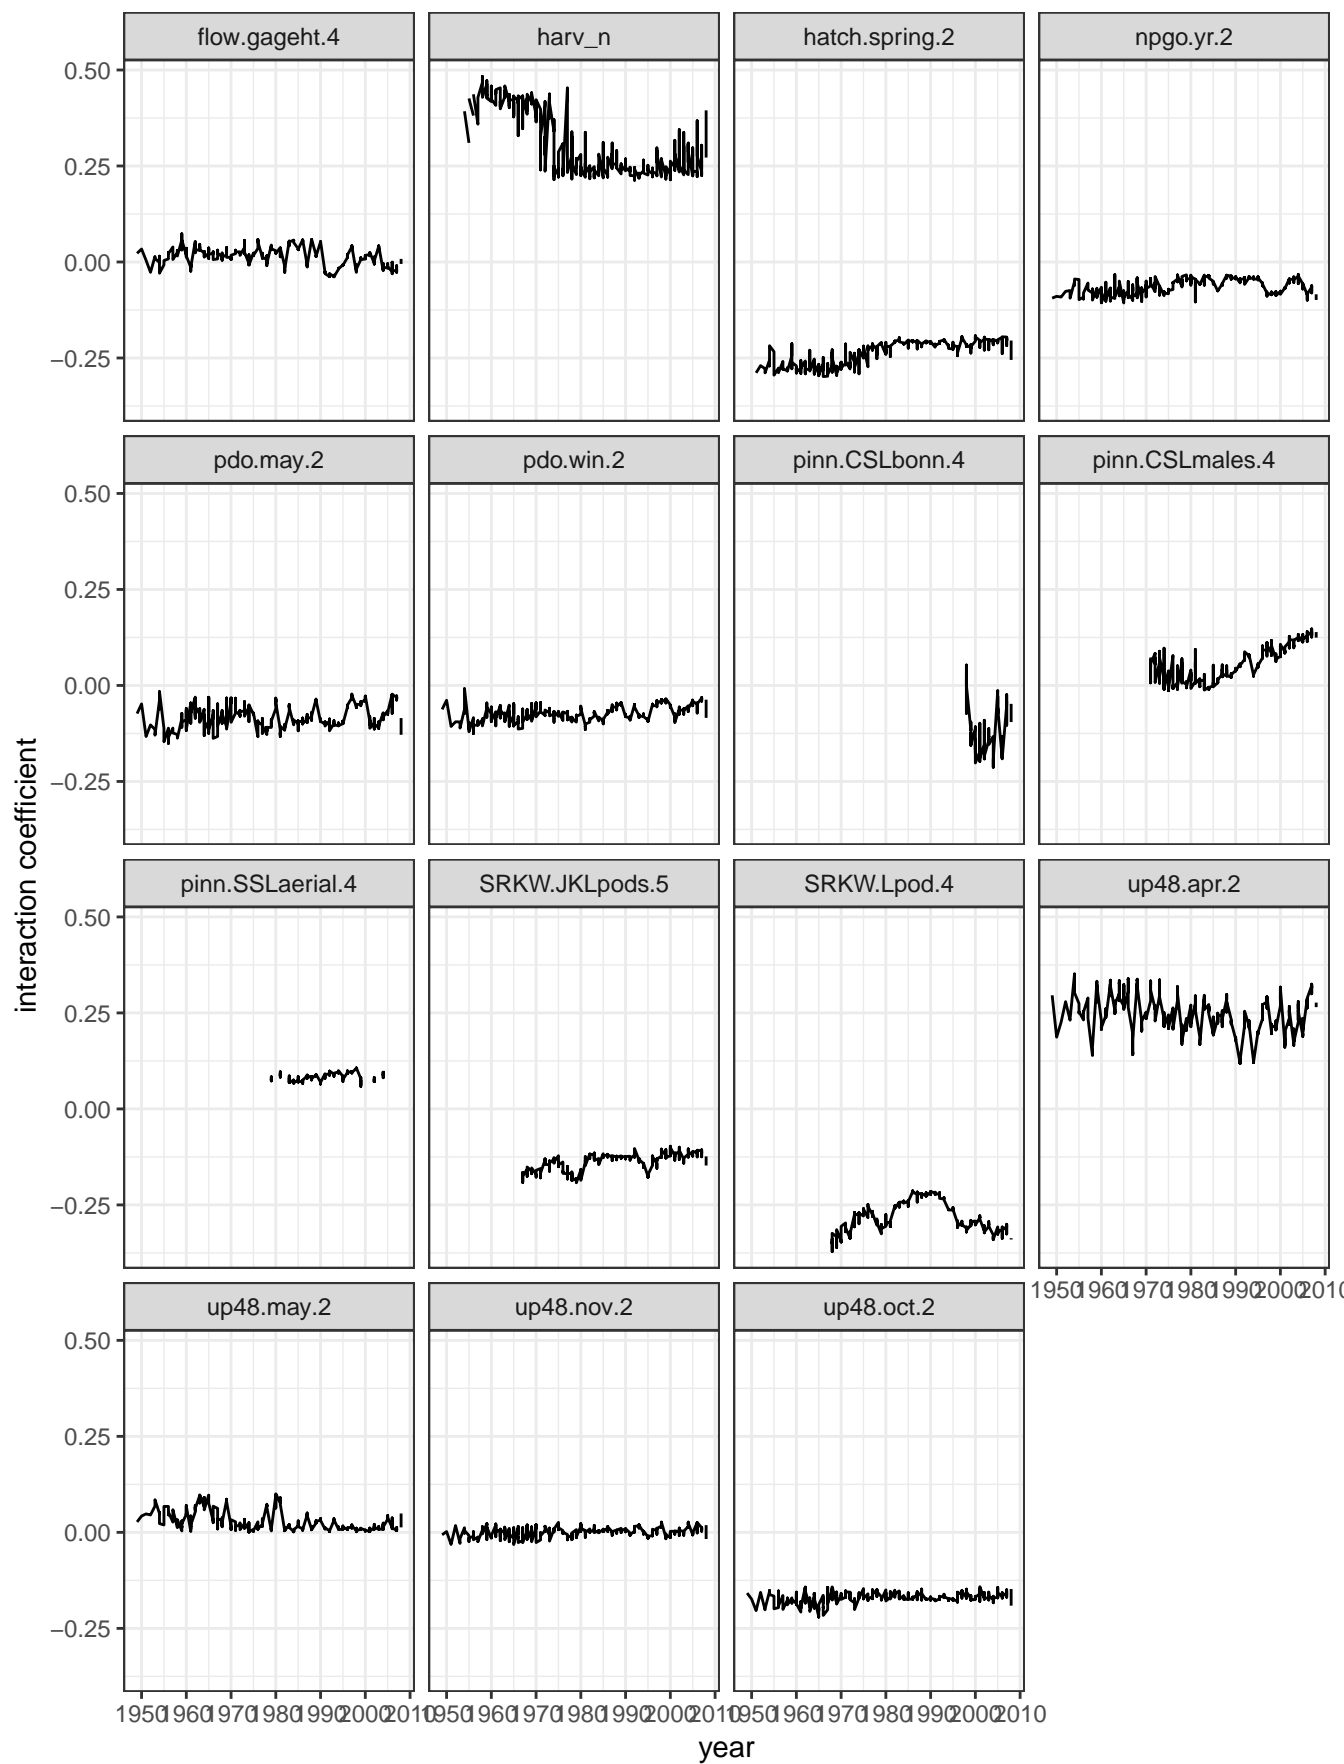 flow.gageht.4
harv_n
hatch.spring.2
npgo.yr.2
0.50
0.25
0.00
−0.25
pdo.may.2
pdo.win.2
pinn.CSLbonn.4
pinn.CSLmales.4
0.50
0.25
0.00
−0.25
interaction coefficient
pinn.SSLaerial.4
SRKW.JKLpods.5
SRKW.Lpod.4
up48.apr.2
0.50
0.25
0.00
−0.25
1950 1960 1970 1980 1990 2000 2010
up48.may.2
up48.nov.2
up48.oct.2
0.50
0.25
0.00
−0.25
1950 1960 1970 1980 1990 2000 2010
1950 1960 1970 1980 1990 2000 2010
1950 1960 1970 1980 1990 2000 2010
year